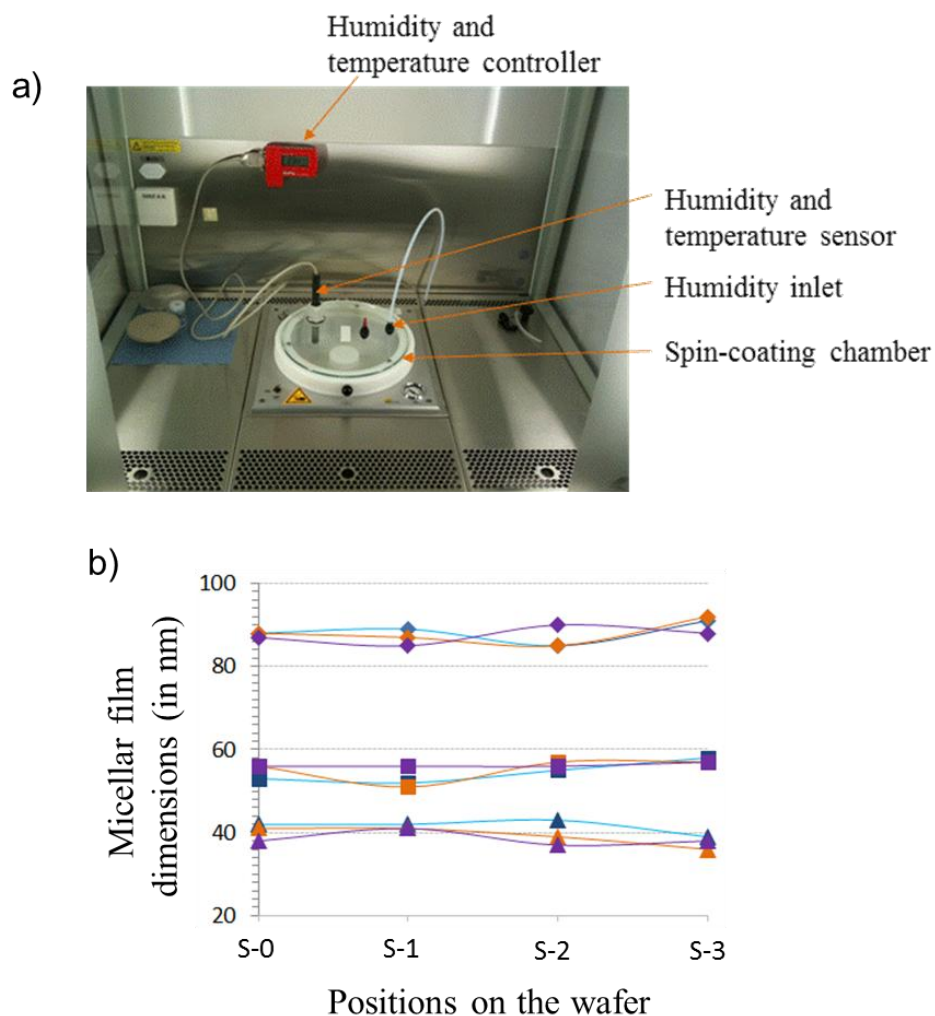 Humidity and
temperature controller
a)
Humidity and
temperature sensor
Humidity inlet
Spin-coating chamber
b)
100
80
60
40
20
Micellar film
dimensions (in nm)
S-0
S-1
S-2
S-3
Positions on the wafer